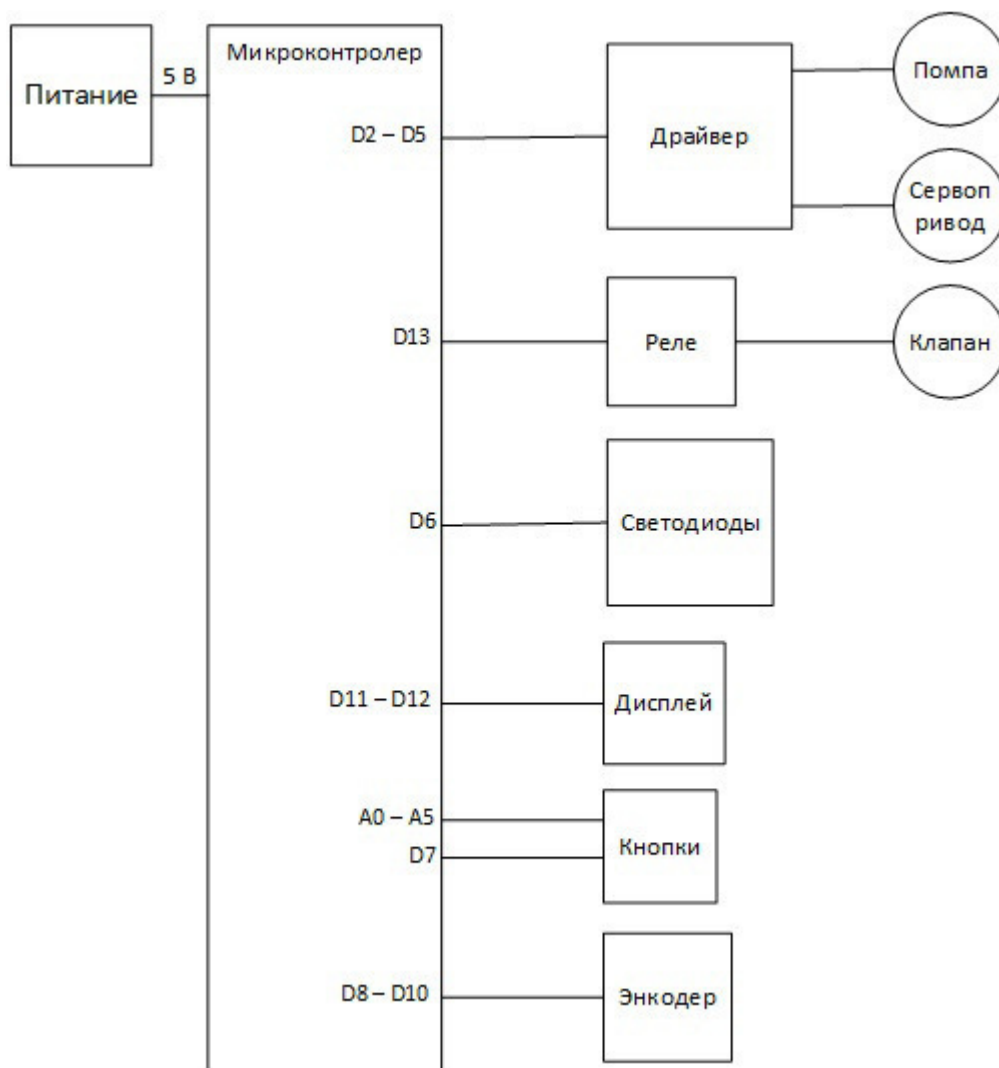 Питание
5 В
Микроконтролер
D2 – D5
Драйвер
Помпа
Сервоп
ривод
D13
Реле
Клапан
D6
Светодиоды
D11 – D12
Дисплей
A0 – A5
D7
Кнопки
D8 – D10
Энкодер